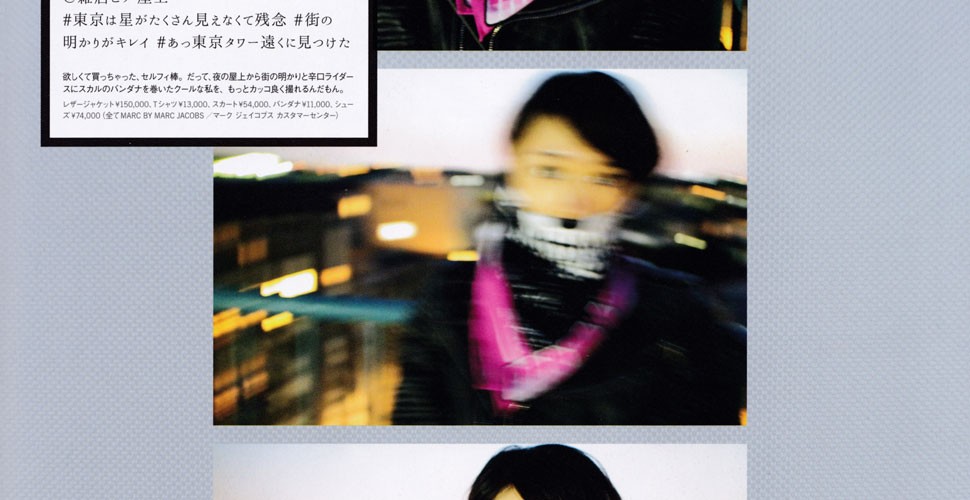 #東京は星がたくさん見えなくて残念 #街の
明かりがキレイ #あっ東京タワー遠くに見つけた
欲しくて買っちゃった、セルフィ棒。だって、夜の屋上から街の明かりと辛口ライダー
スにスカルのバンダナを巻いたクールな私を、もっとカッコ良く撮れるんだもん。
レザージャケット¥150,000、Tシャツ¥13,000、スカート¥54,000、バンダナ¥11,000、シュー
ズ¥74,000(全てMARC BY MARC JACOBS/マーク ジェイコブス カスタマーセンター)